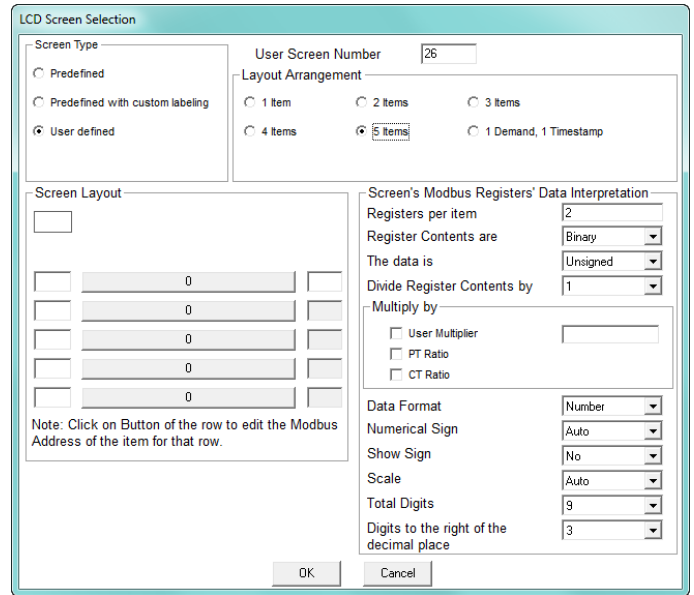 LCD Screen Selection
Screen Type
Predefined
Predefined with custom labeling
User defined
User Screen Number 26
Layout Arrangement
1 Item 2 Items 3 Items
4 Items 5 Items 1 Demand, 1 Timestamp
Screen Layout
0
0
0
0
0
Note: Click on Button of the row to edit the Modbus
Address of the item for that row.
Screen's Modbus Registers' Data Interpretation
Registers per item 2
Register Contents are Binary
The data is Unsigned
Divide Register Contents by 1
Multiply by
User Multiplier
PT Ratio
CT Ratio
Data Format Number
Numerical Sign Auto
Show Sign No
Scale Auto
Total Digits 9
Digits to the right of the 3
decimal place
OK Cancel